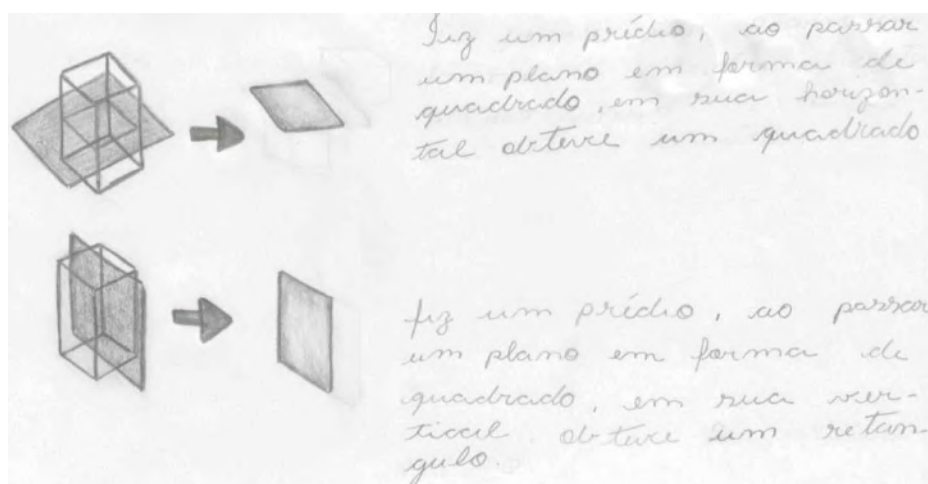 Fiz um prédio, ao passar
um plano em forma de
quadrado, em sua horizon-
tal obteve um quadrado
fiz um prédio, ao passar
um plano em forma de
quadrado, em sua ver-
tical. obteve um retan-
gulo.